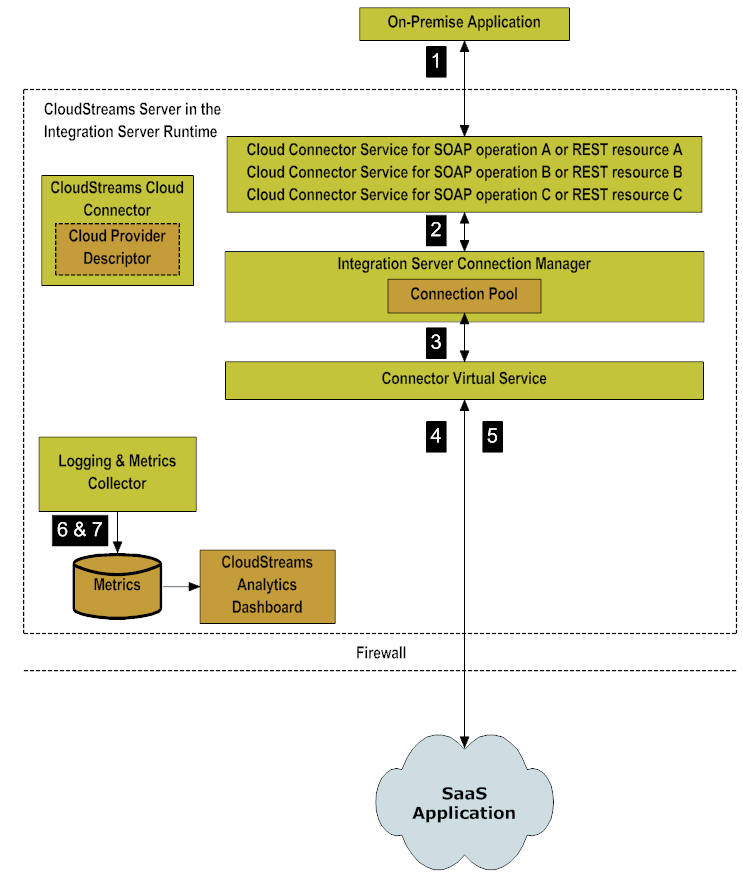 On-Premise Application
1
CloudStreams Server in the
Integration Server Runtime
Cloud Connector Service for SOAP operation A or REST resource A
Cloud Connector Service for SOAP operation B or REST resource B
Cloud Connector Service for SOAP operation C or REST resource C
CloudStreams Cloud
Connector
Cloud Provider
Descriptor
2
Integration Server Connection Manager
Connection Pool
3
Connector Virtual Service
4
5
Logging & Metrics
Collector
6 & 7
Metrics
CloudStreams
Analytics
Dashboard
Firewall
SaaS
Application